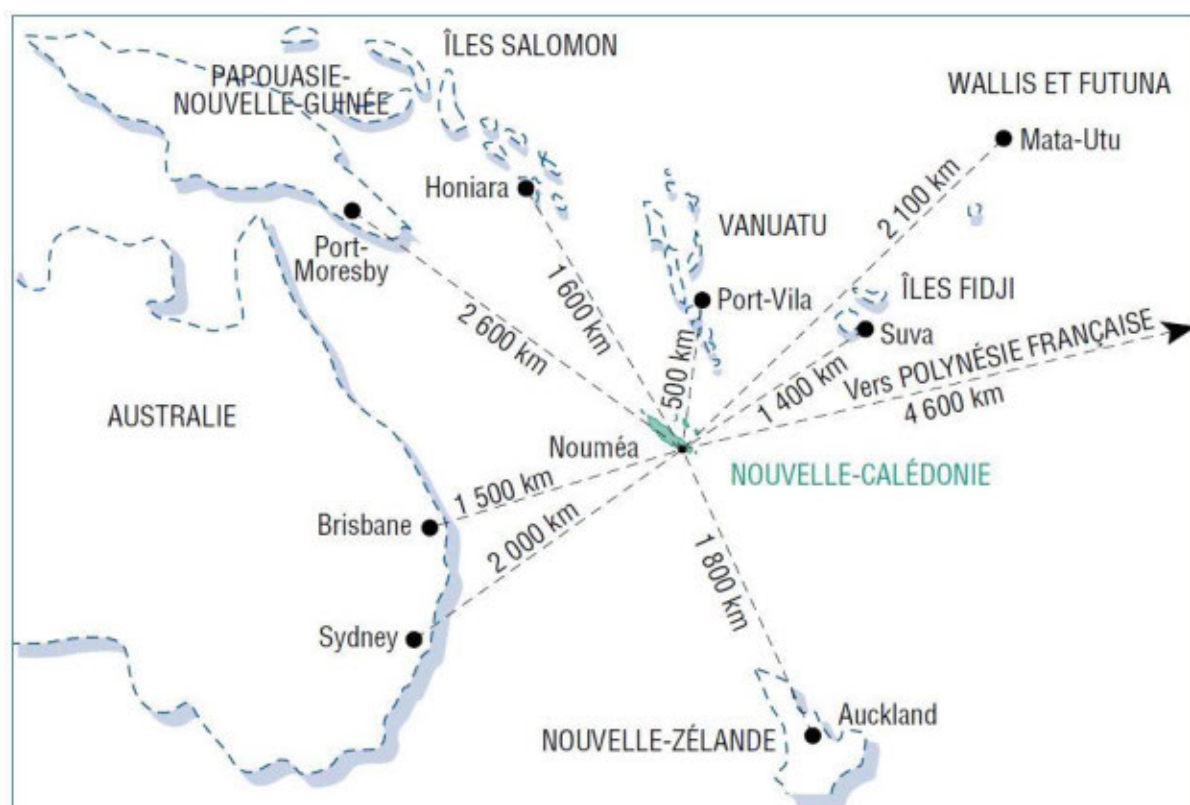 ÎLES SALOMON
PAPOUASIE-
NOUVELLE-GUINÉE
WALLIS ET FUTUNA
Mata-Utu
Honiara
2 100 km
Port-
Moresby
VANUATU
1 600 km
Port-Vila
ÎLES FIDJI
2 600 km
500 km
Suva
1 400 km
Vers POLYNÉSIE FRANÇAISE
4 600 km
AUSTRALIE
Nouméa
NOUVELLE-CALÉDONIE
1 500 km
Brisbane
2 000 km
1 800 km
Sydney
Auckland
NOUVELLE-ZÉLANDE